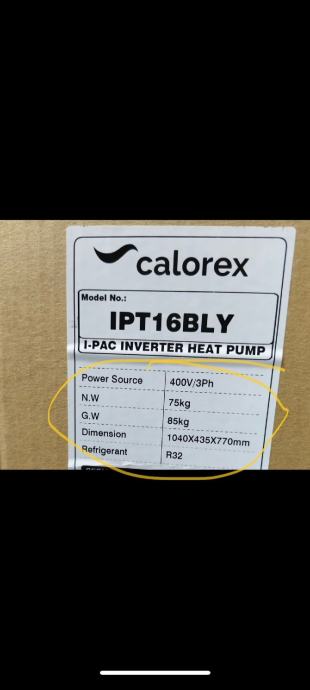 calorex
Model No.:
IPT16BLY
I-PAC INVERTER HEAT PUMP
Power Source 400V/3Ph
N.W 75kg
G.W 85kg
Dimension 1040X435X770mm
Refrigerant R32